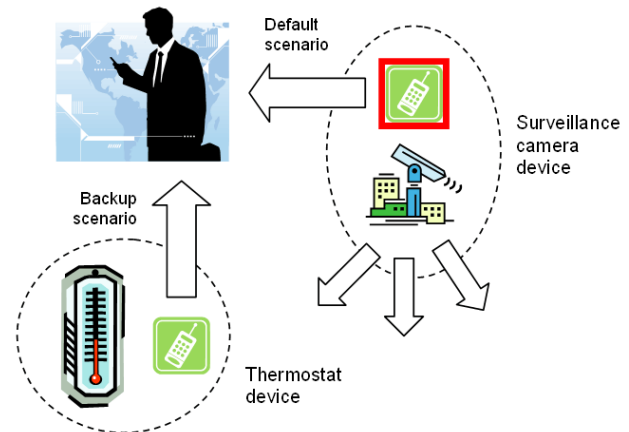 Default
scenario
Surveillance
camera
device
Backup
scenario
Thermostat
device